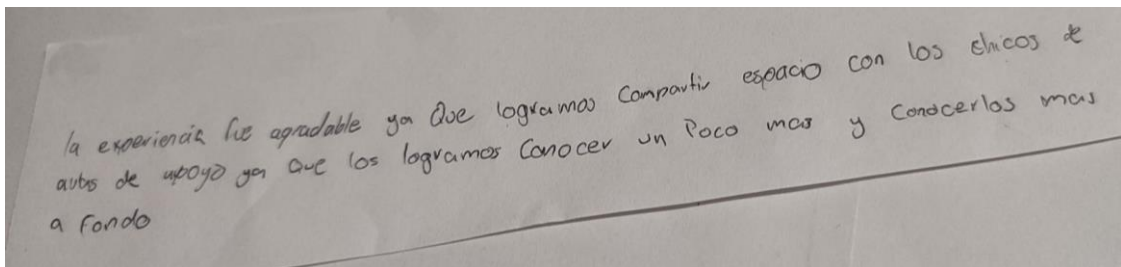 la experiencia fue agradable ya Que logramos Compartir espacio con los chicos de
autas de apoyo ya que los logramos Conocer un Poco mas y Conocerlos mas
a Fondo